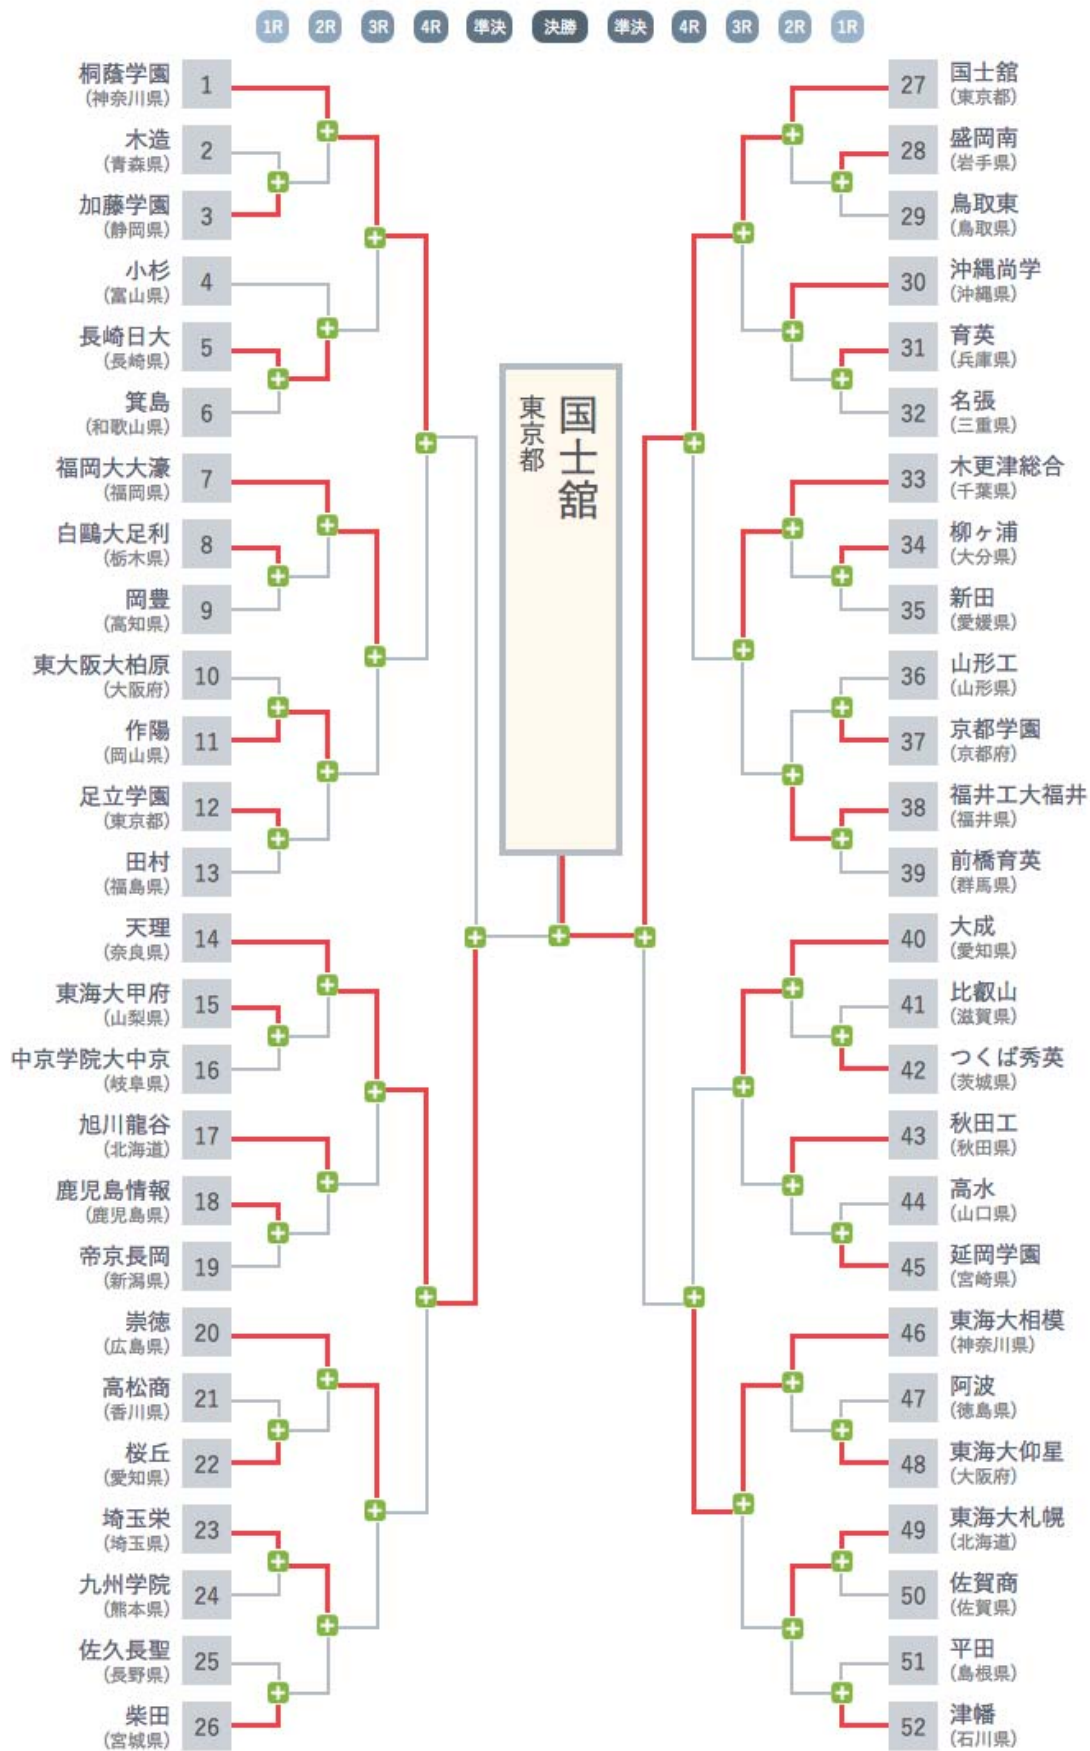 1R 2R 3R 4R 準決 決勝 準決 4R 3R 2R 1R
桐蔭学園 1
(神奈川県)
木造 2
(青森県)
加藤学園 3
(静岡県)
小杉 4
(富山県)
長崎日大 5
(長崎県)
箕島 6
(和歌山県)
福岡大大濠 7
(福岡県)
白鷗大足利 8
(栃木県)
岡豊 9
(高知県)
東大阪大柏原 10
(大阪府)
作陽 11
(岡山県)
足立学園 12
(東京都)
田村 13
(福島県)
天理 14
(奈良県)
東海大甲府 15
(山梨県)
中京学院大中京 16
(岐阜県)
旭川龍谷 17
(北海道)
鹿児島情報 18
(鹿児島県)
帝京長岡 19
(新潟県)
崇徳 20
(広島県)
高松商 21
(香川県)
桜丘 22
(愛知県)
埼玉栄 23
(埼玉県)
九州学院 24
(熊本県)
佐久長聖 25
(長野県)
柴田 26
(宮城県)
国士舘
東京都
27 国士舘
(東京都)
28 盛岡南
(岩手県)
29 鳥取東
(鳥取県)
30 沖縄尚学
(沖縄県)
31 育英
(兵庫県)
32 名張
(三重県)
33 木更津総合
(千葉県)
34 柳ヶ浦
(大分県)
35 新田
(愛媛県)
36 山形工
(山形県)
37 京都学園
(京都府)
38 福井工大福井
(福井県)
39 前橋育英
(群馬県)
40 大成
(愛知県)
41 比叡山
(滋賀県)
42 つくば秀英
(茨城県)
43 秋田工
(秋田県)
44 高水
(山口県)
45 延岡学園
(宮崎県)
46 東海大相模
(神奈川県)
47 阿波
(徳島県)
48 東海大仰星
(大阪府)
49 東海大札幌
(北海道)
50 佐賀商
(佐賀県)
51 平田
(島根県)
52 津幡
(石川県)